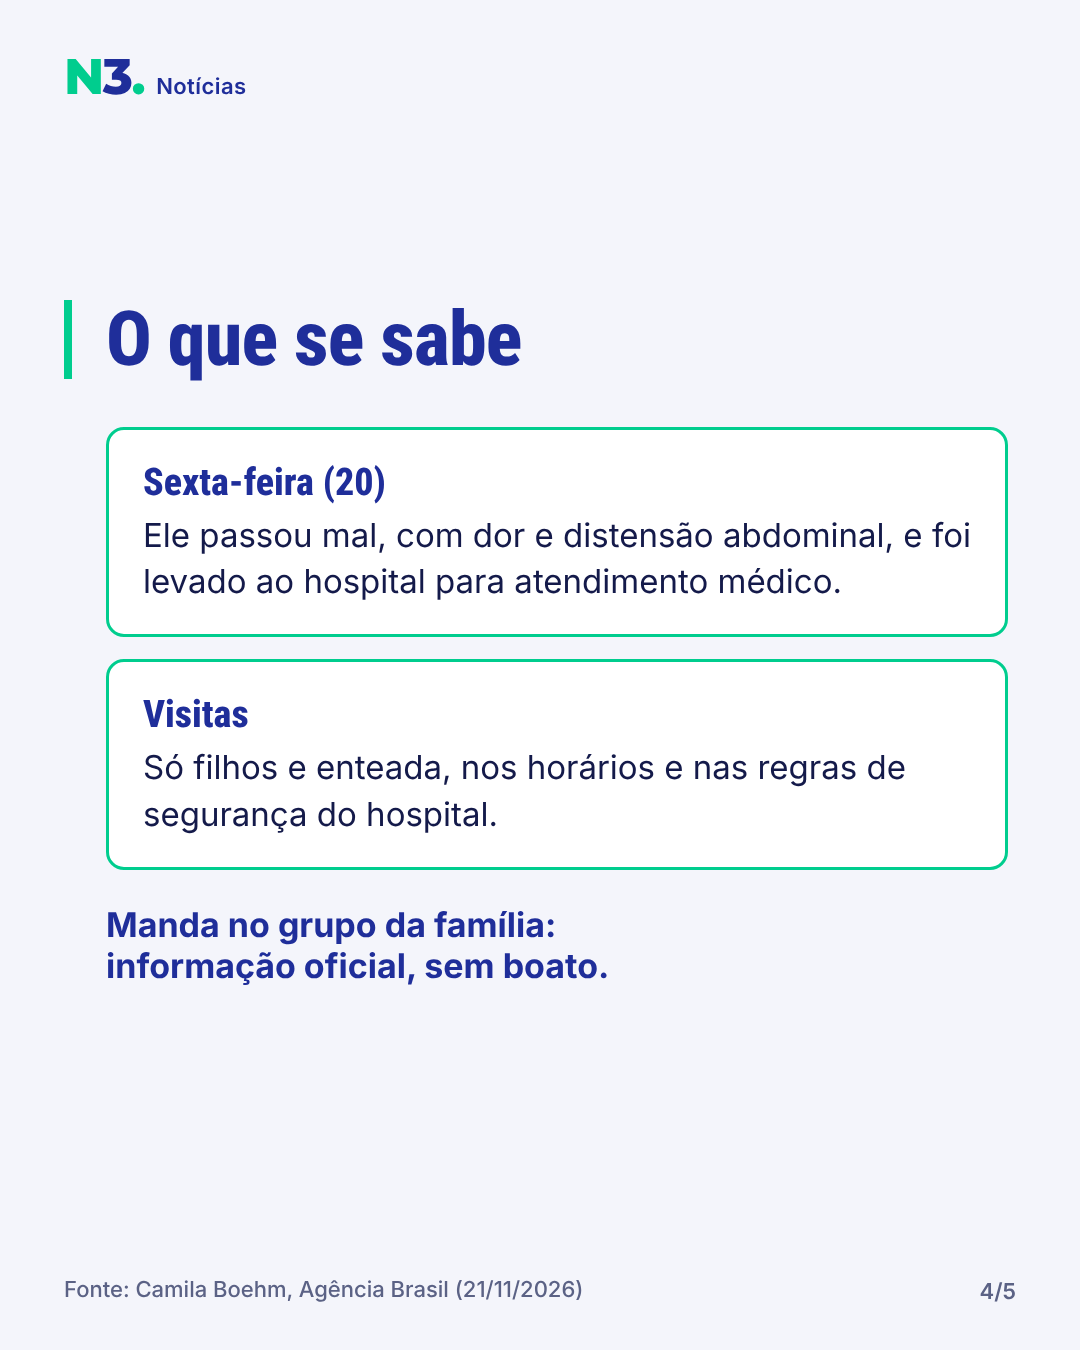 N3. Notícias
O que se sabe
Sexta-feira (20)
Ele passou mal, com dor e distensão abdominal, e foi
levado ao hospital para atendimento médico.
Visitas
Só filhos e enteada, nos horários e nas regras de
segurança do hospital.
Manda no grupo da família:
informação oficial, sem boato.
Fonte: Camila Boehm, Agência Brasil (21/11/2026)
4/5